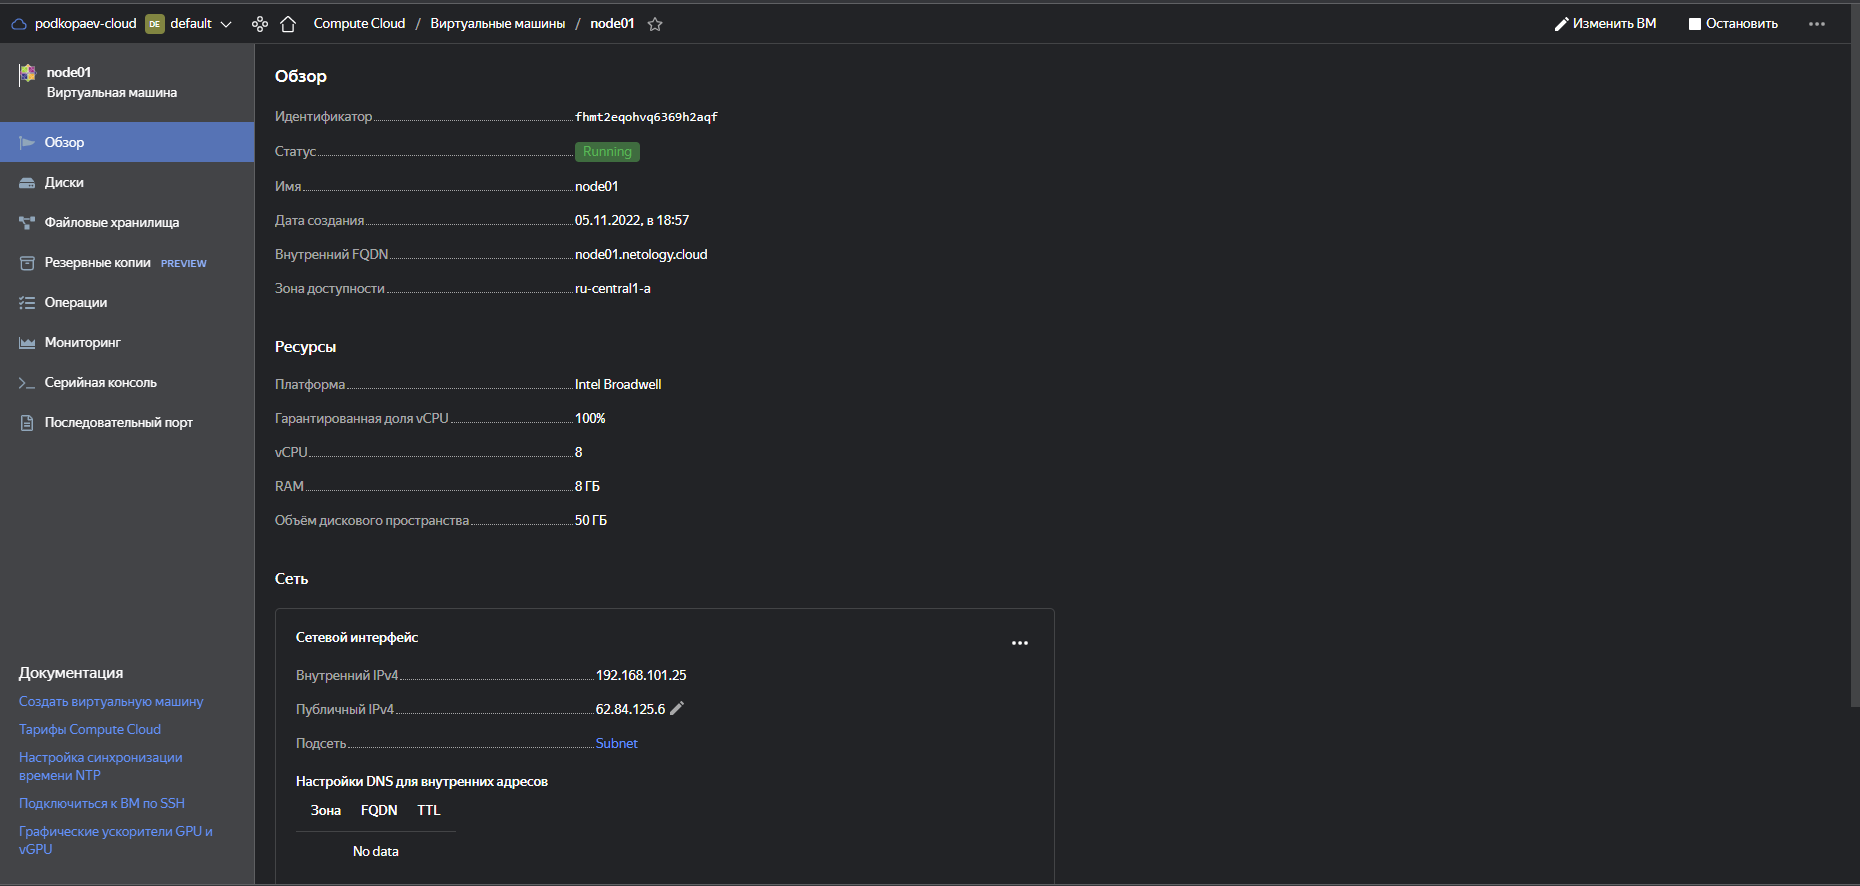 podkopaev-cloud DE default Compute Cloud / Виртуальные машины / node01 Изменить ВМ Остановить
node01
Виртуальная машина
Обзор
Диски
Файловые хранилища
Резервные копии PREVIEW
Операции
Мониторинг
Серийная консоль
Последовательный порт
Документация
Создать виртуальную машину
Тарифы Compute Cloud
Настройка синхронизации
времени NTP
Подключиться к ВМ по SSH
Графические ускорители GPU и
vGPU
Обзор
Идентификатор fhmt2eqohvq6369h2aqf
Статус Running
Имя node01
Дата создания 05.11.2022, в 18:57
Внутренний FQDN node01.netology.cloud
Зона доступности ru-central1-a
Ресурсы
Платформа Intel Broadwell
Гарантированная доля vCPU 100%
vCPU 8
RAM 8 ГБ
Объём дискового пространства 50 ГБ
Сеть
Сетевой интерфейс
Внутренний IPv4 192.168.101.25
Публичный IPv4 62.84.125.6
Подсеть Subnet
Настройки DNS для внутренних адресов
Зона FQDN TTL
No data